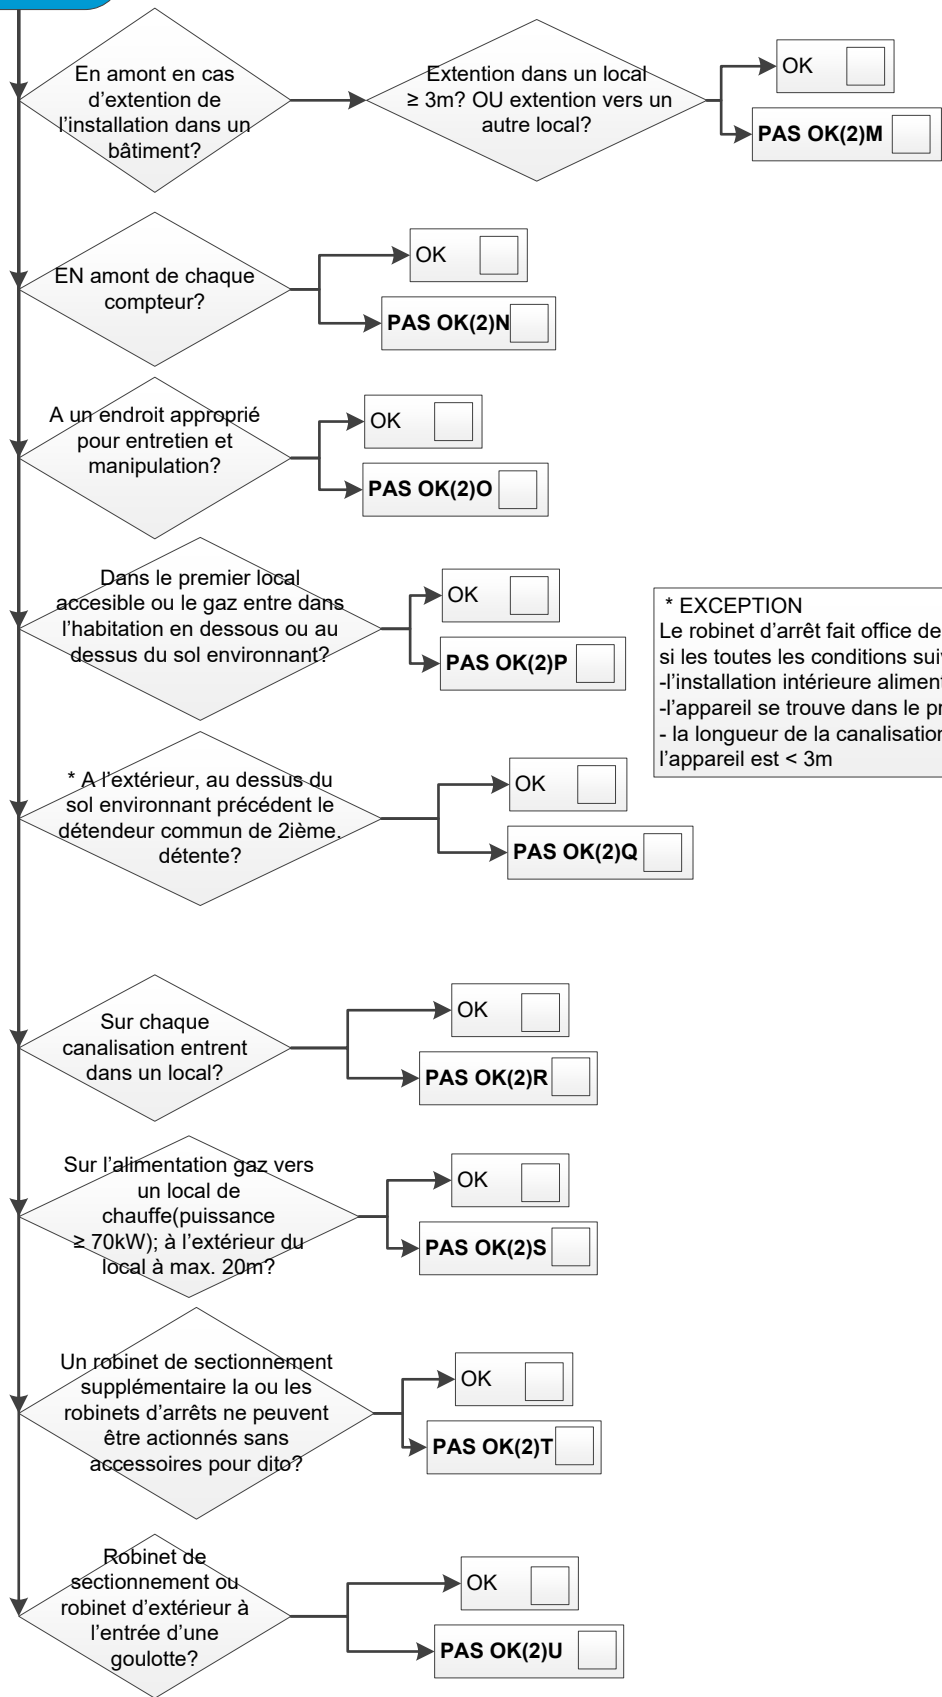 En amont en cas
d'extention de
l'installation dans un
bâtiment?
Extention dans un local
≥ 3m? OU extention vers un
autre local?
OK
PAS OK(2)M
EN amont de chaque
compteur?
OK
PAS OK(2)N
A un endroit approprié
pour entretien et
manipulation?
OK
PAS OK(2)O
Dans le premier local
accesible ou le gaz entre dans
l'habitation en dessous ou au
dessus du sol environnant?
OK
PAS OK(2)P
* EXCEPTION
Le robinet d'arrêt fait office de
si les toutes les conditions
-l'installation intérieure
-l'appareil se trouve dans le
- la longueur de la canalisation
l'appareil est < 3m
* A l'extérieur, au dessus du
sol environnant précédent le
détendeur commun de 2ième.
détente?
OK
PAS OK(2)Q
Sur chaque
canalisation entrent
dans un local?
OK
PAS OK(2)R
Sur l'alimentation gaz vers
un local de
chauffe(puissance
≥ 70kW); à l'extérieur du
local à max. 20m?
OK
PAS OK(2)S
Un robinet de sectionnement
supplémentaire la ou les
robinets d'arrêts ne peuvent
être actionnés sans
accessoires pour dito?
OK
PAS OK(2)T
Robinet de
sectionnement ou
robinet d'extérieur à
l'entrée d'une
goulotte?
OK
PAS OK(2)U